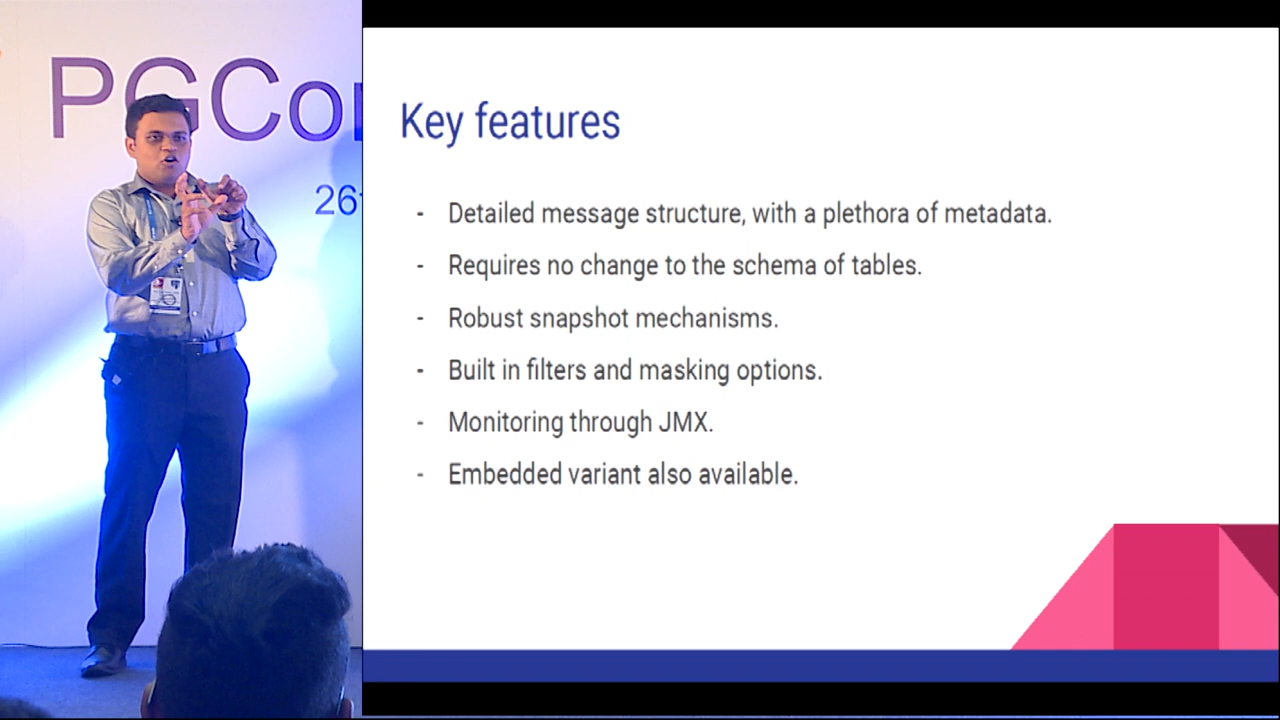 PGCon
26
Key features
- Detailed message structure, with a plethora of metadata.
- Requires no change to the schema of tables.
- Robust snapshot mechanisms.
- Built in filters and masking options.
- Monitoring through JMX.
- Embedded variant also available.